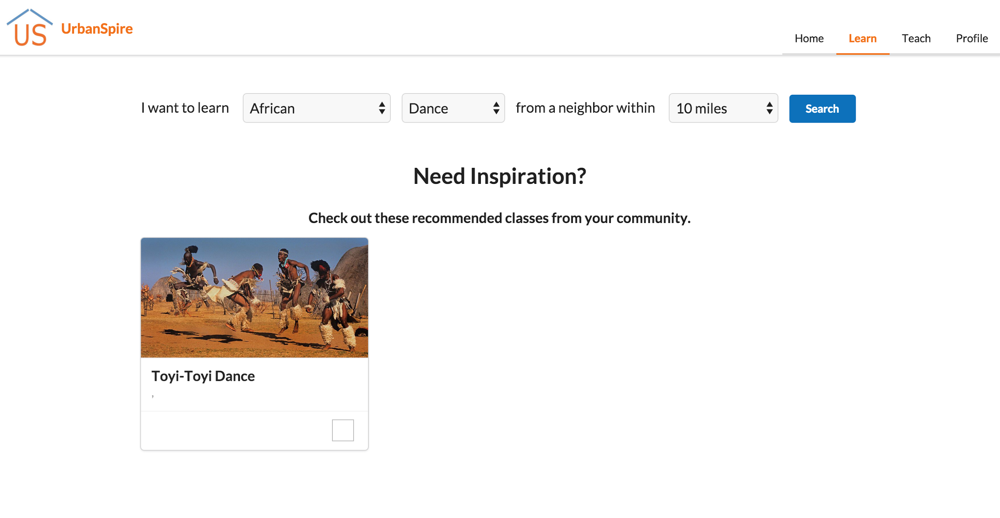 US UrbanSpire
Home Learn Teach Profile
I want to learn African Dance from a neighbor within 10 miles Search
Need Inspiration?
Check out these recommended classes from your community.
Toyi-Toyi Dance
,